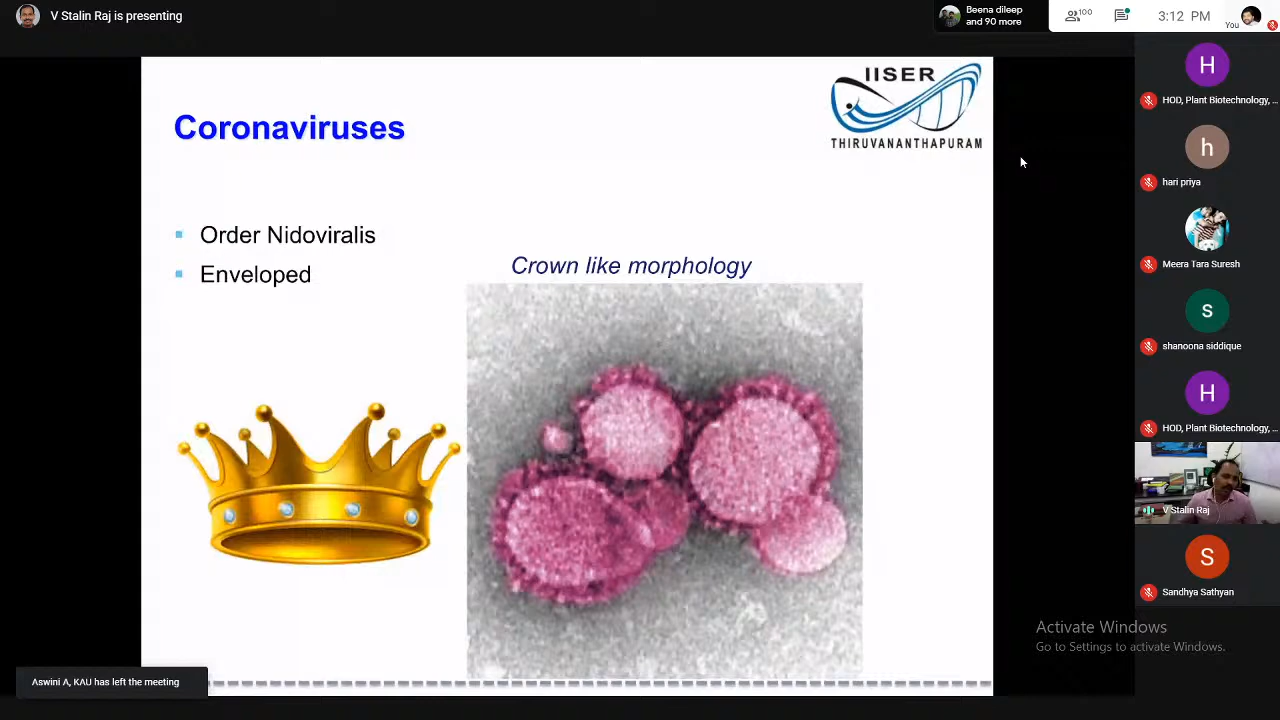 V Stalin Raj is presenting
Beena dileep
and 90 more
100
3:12 PM
You
Coronaviruses
IISER
THIRUVANANTHAPURAM
Order Nidoviralis
Enveloped
Crown like morphology
H
HOD, Plant Biotechnology, ...
h
hari priya
Meera Tara Suresh
s
shanoona siddique
H
HOD, Plant Biotechnology, ...
V Stalin Raj
S
Sandhya Sathyan
Activate Windows
Go to Settings to activate Windows.
Aswini A, KAU has left the meeting